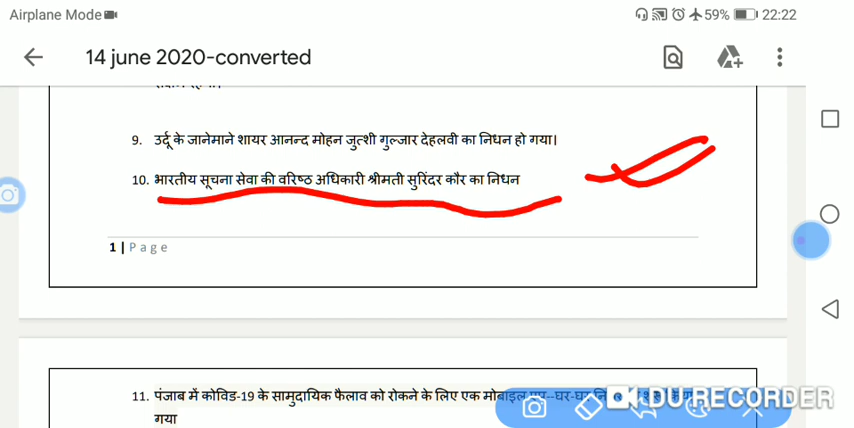 Airplane Mode 59% 22:22
14 june 2020-converted
9. उर्दू के जानेमाने शायर आनन्द मोहन जुत्शी गुल्ज़ार देहलवी का निधन हो गया।
10. भारतीय सूचना सेवा की वरिष्ठ अधिकारी श्रीमती सुरिंदर कौर का निधन
1 | Page
11. पंजाब में कोविड-19 के सामुदायिक फैलाव को रोकने के लिए एक मोबाइल
DU RECORDER
गया